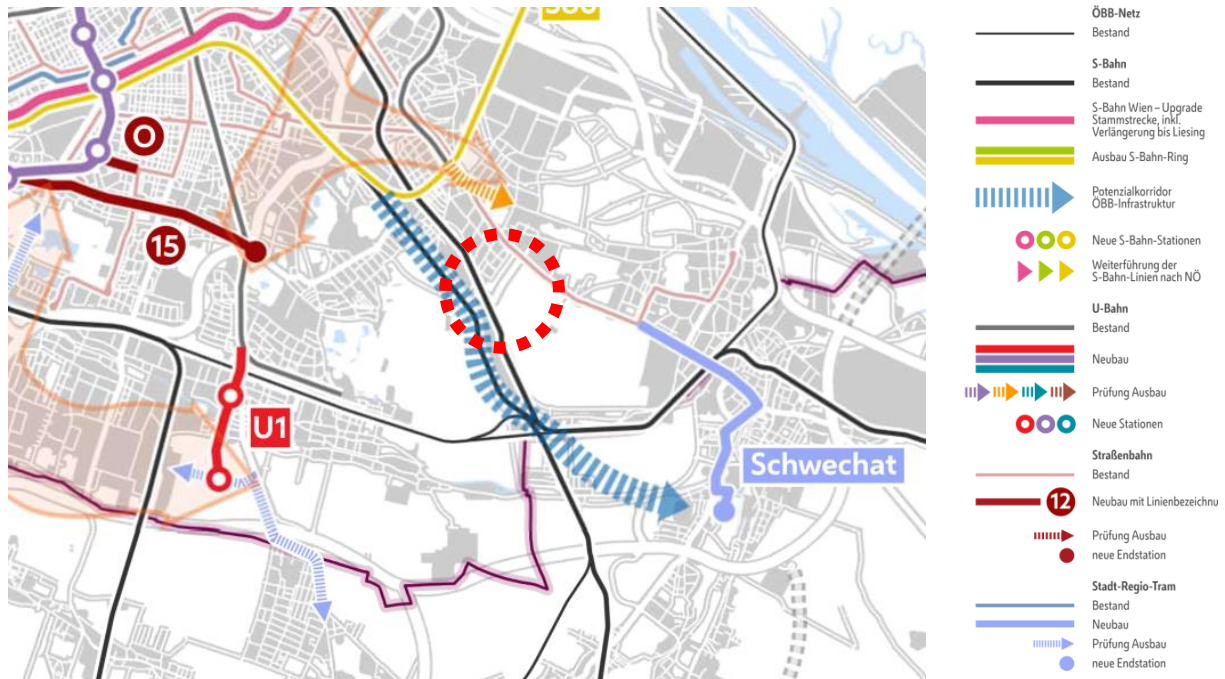 O
15
U1
Schwechat
ÖBB-Netz
Bestand
S-Bahn
Bestand
S-Bahn Wien – Upgrade
Stammstrecke, inkl.
Verlängerung bis Liesing
Ausbau S-Bahn-Ring
Potenzialkorridor
ÖBB-Infrastruktur
Neue S-Bahn-Stationen
Weiterführung der
S-Bahn-Linien nach NÖ
U-Bahn
Bestand
Neubau
Prüfung Ausbau
Neue Stationen
Straßenbahn
Bestand
12 Neubau mit Linienbezeichnu
Prüfung Ausbau
neue Endstation
Stadt-Regio-Tram
Bestand
Neubau
Prüfung Ausbau
neue Endstation